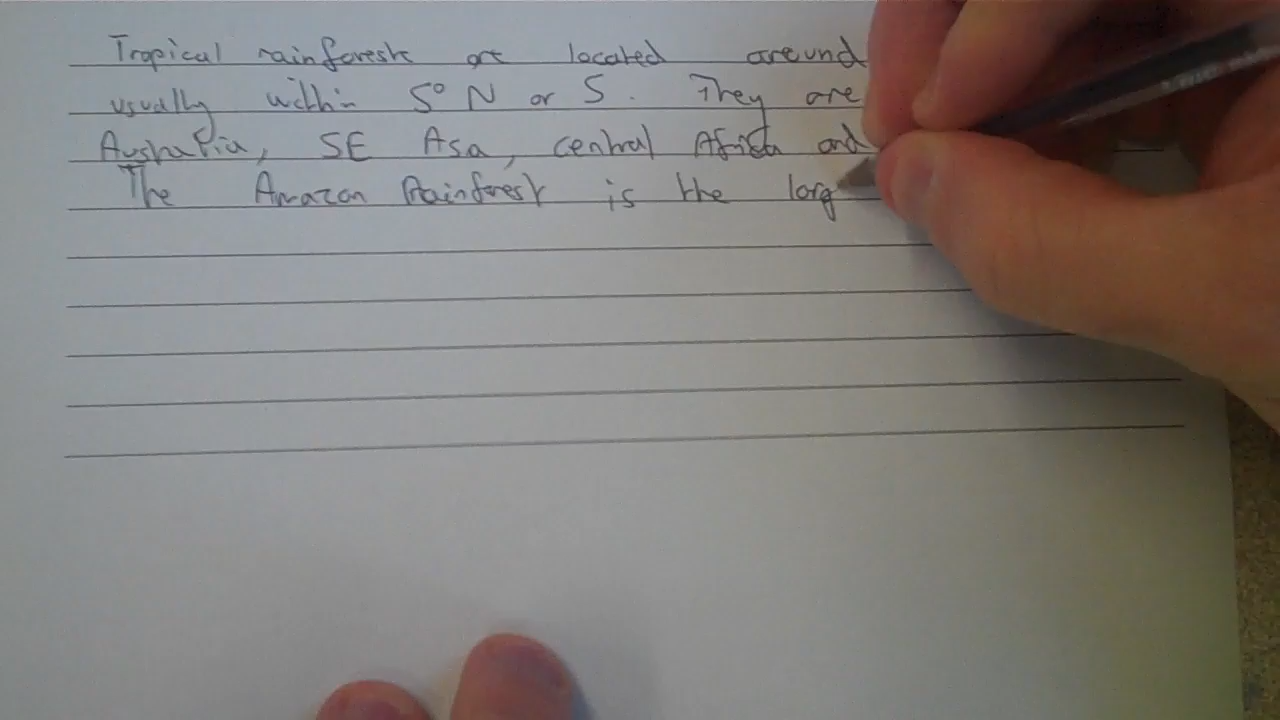 Tropical rainforests are located around
usually within 5° N or S. They are
Australia, SE Asa, central Africa and
The Amazon Rainforest is the larg